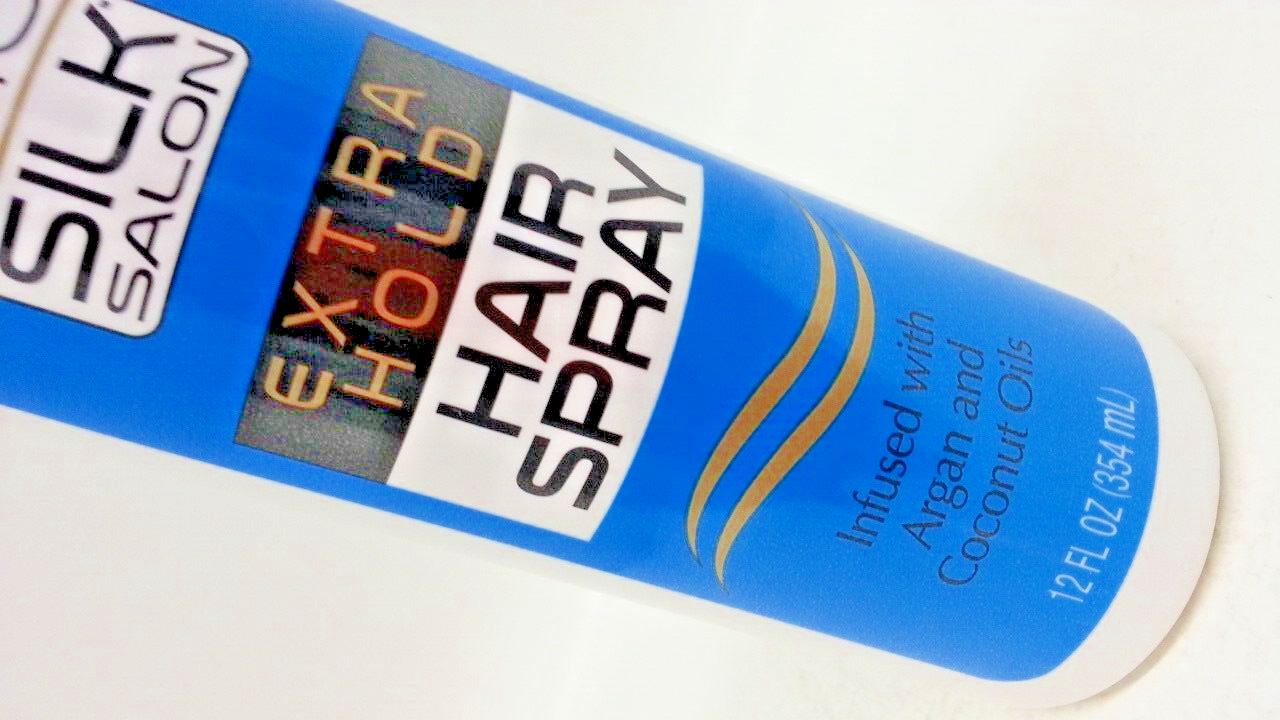 SILK
SALON
EXTRA
HOLD
HAIR
SPRAY
Infused with
Argan and
Coconut Oils
12 FL OZ (354 mL)